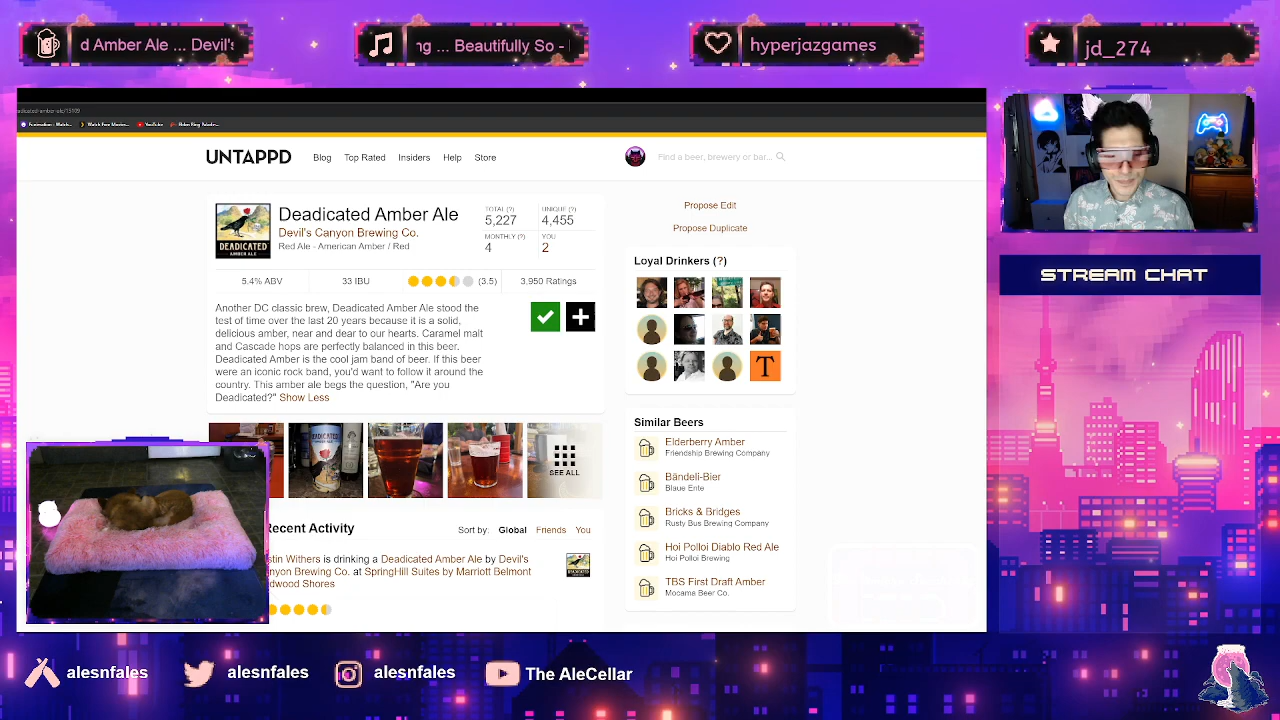 d Amber Ale ... Devil's
ng ... Beautifully So -
hyperjazgames
jd_274
YouTube
UNTAPPD
Blog
Top Rated
Insiders
Help
Store
Find a beer, brewery or bar...
Deadicated Amber Ale
Devil's Canyon Brewing Co.
Red Ale - American Amber / Red
DEADICATED
AMBER ALE
TOTAL (?)
5,227
UNIQUE (?)
4,455
MONTHLY (?)
4
YOU
2
5.4% ABV
33 IBU
(3.5)
3,950 Ratings
Another DC classic brew, Deadicated Amber Ale stood the
test of time over the last 20 years because it is a solid,
delicious amber, near and dear to our hearts. Caramel malt
and Cascade hops are perfectly balanced in this beer.
Deadicated Amber is the cool jam band of beer. If this beer
were an iconic rock band, you'd want to follow it around the
country. This amber ale begs the question, "Are you
Deadicated?" Show Less
SEE ALL
Recent Activity
Sort by:
Global
Friends
You
stin Withers is drinking a Deadicated Amber Ale by Devil's
nyon Brewing Co. at SpringHill Suites by Marriott Belmont
dwood Shores
Propose Edit
Propose Duplicate
Loyal Drinkers (?)
T
Similar Beers
Elderberry Amber
Friendship Brewing Company
Bändeli-Bier
Blaue Ente
Bricks & Bridges
Rusty Bus Brewing Company
Hoi Polloi Diablo Red Ale
Hoi Polloi Brewing
TBS First Draft Amber
Mocama Beer Co.
STREAM CHAT
alesnfales
alesnfales
alesnfales
The AleCellar